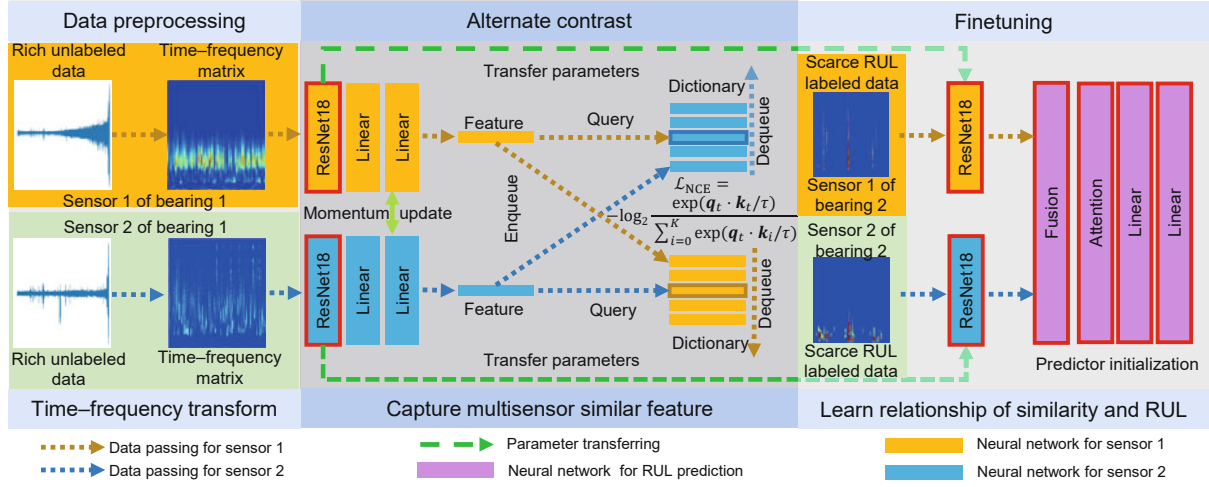 Data preprocessing
Alternate contrast
Finetuning
Rich unlabeled
data
Time–frequency
matrix
Sensor 1 of bearing 1
Sensor 2 of bearing 1
Rich unlabeled
data
Time–frequency
matrix
Transfer parameters
ResNet18
Linear
Linear
Feature
Query
Dictionary
Dequeue
Momentum update
Enqueue
ℒ_NCE =
−log₂ exp(𝒒_t · 𝒌_t/τ) / ∑_{i=0}^{K} exp(𝒒_t · 𝒌_i/τ)
ResNet18
Linear
Linear
Feature
Query
Dictionary
Dequeue
Transfer parameters
Scarce RUL
labeled data
Sensor 1 of
bearing 2
Sensor 2 of
bearing 2
Scarce RUL
labeled data
ResNet18
ResNet18
Fusion
Attention
Linear
Linear
Predictor initialization
Time–frequency transform
Capture multisensor similar feature
Learn relationship of similarity and RUL
Data passing for sensor 1
Data passing for sensor 2
Parameter transferring
Neural network for RUL prediction
Neural network for sensor 1
Neural network for sensor 2